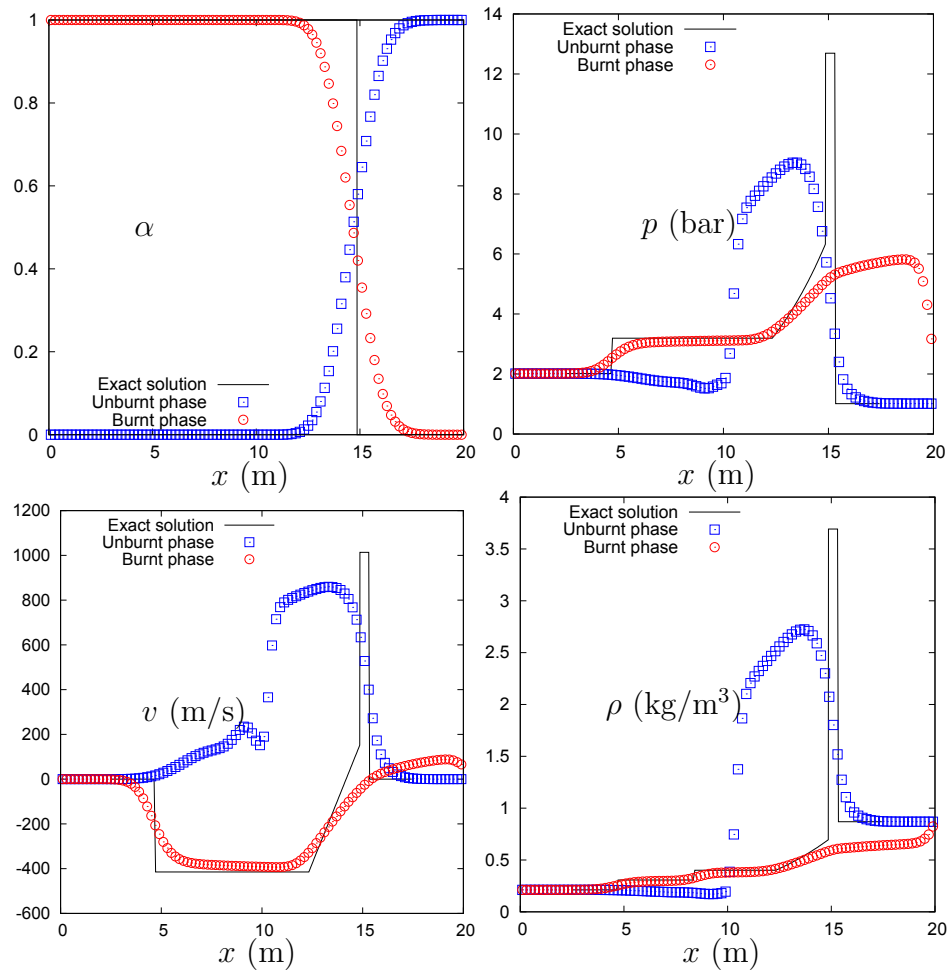 1
0.8
0.6
0.4
0.2
0
α
Exact solution
Unburnt phase
Burnt phase
0 5 10 15 20
x (m)
14
12
10
8
6
4
2
0
Exact solution
Unburnt phase
Burnt phase
p (bar)
0 5 10 15 20
x (m)
1200
1000
800
600
400
200
0
-200
-400
-600
Exact solution
Unburnt phase
Burnt phase
v (m/s)
0 5 10 15 20
x (m)
4
3.5
3
2.5
2
1.5
1
0.5
0
Exact solution
Unburnt phase
Burnt phase
ρ (kg/m³)
0 5 10 15 20
x (m)